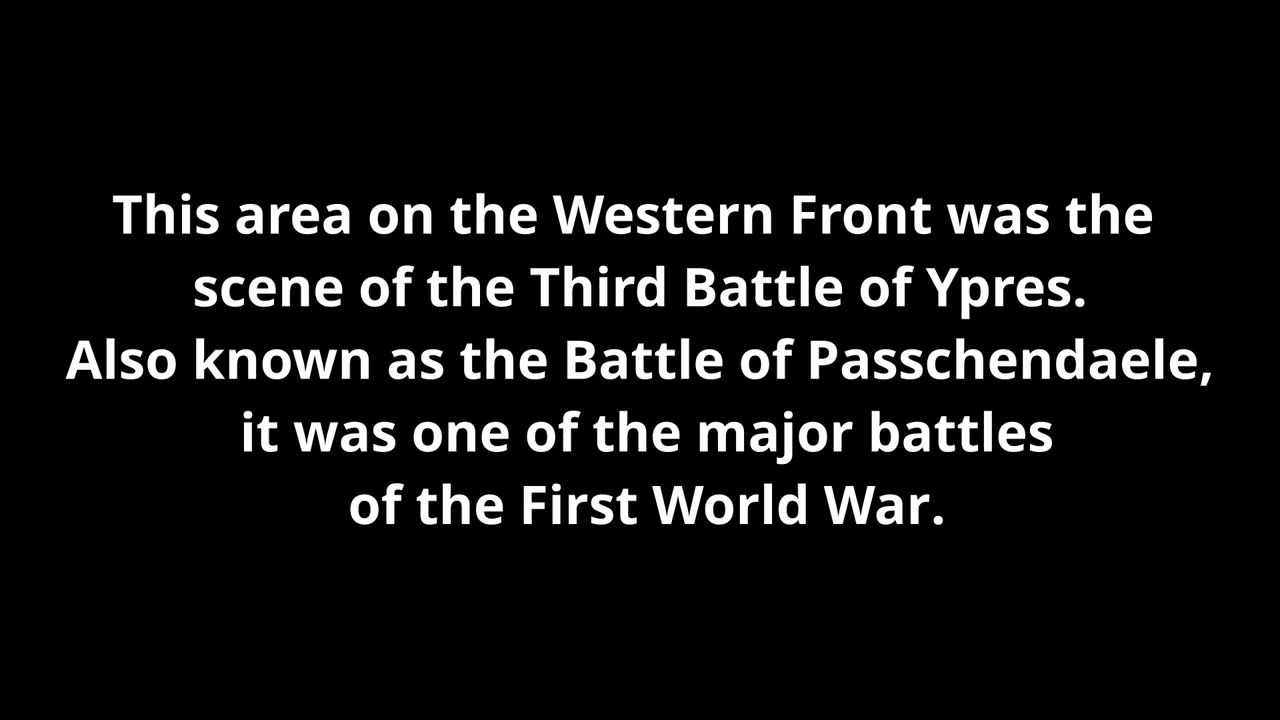 This area on the Western Front was the
scene of the Third Battle of Ypres.
Also known as the Battle of Passchendaele,
it was one of the major battles
of the First World War.